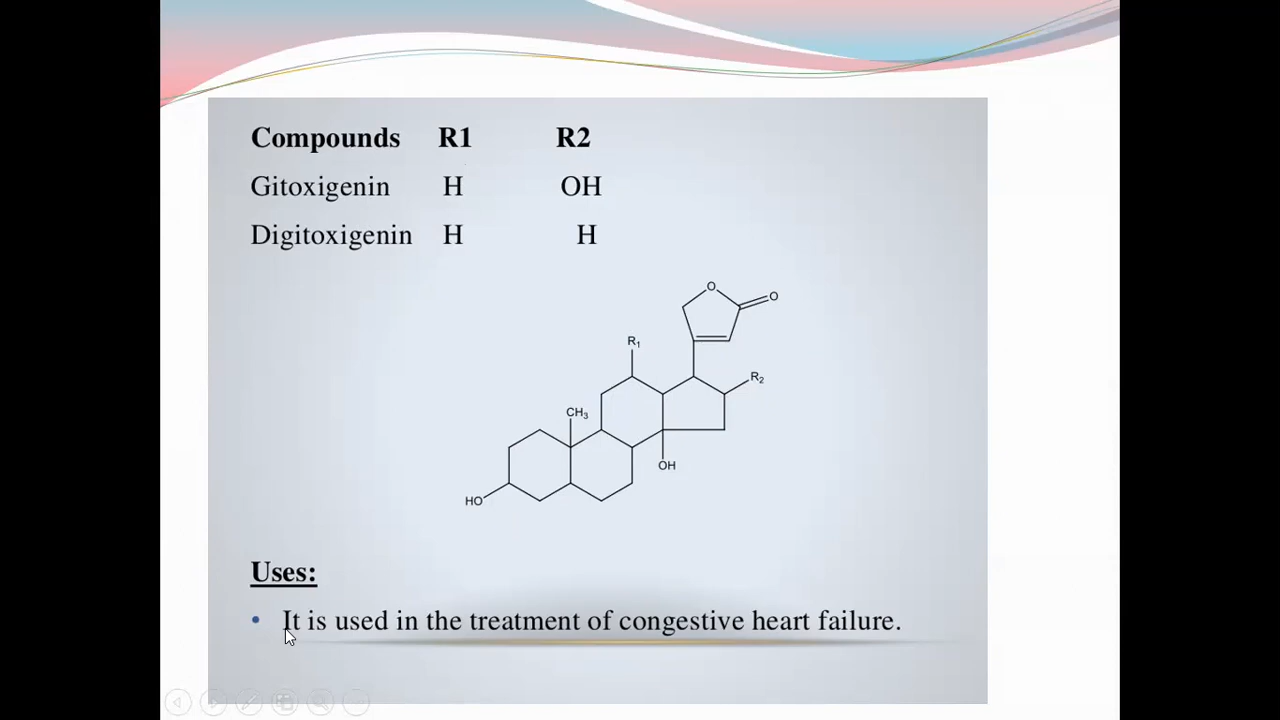 Compounds R1 R2
Gitoxigenin H OH
Digitoxigenin H H
O
O
R1
R2
CH3
OH
HO
Uses:
• It is used in the treatment of congestive heart failure.